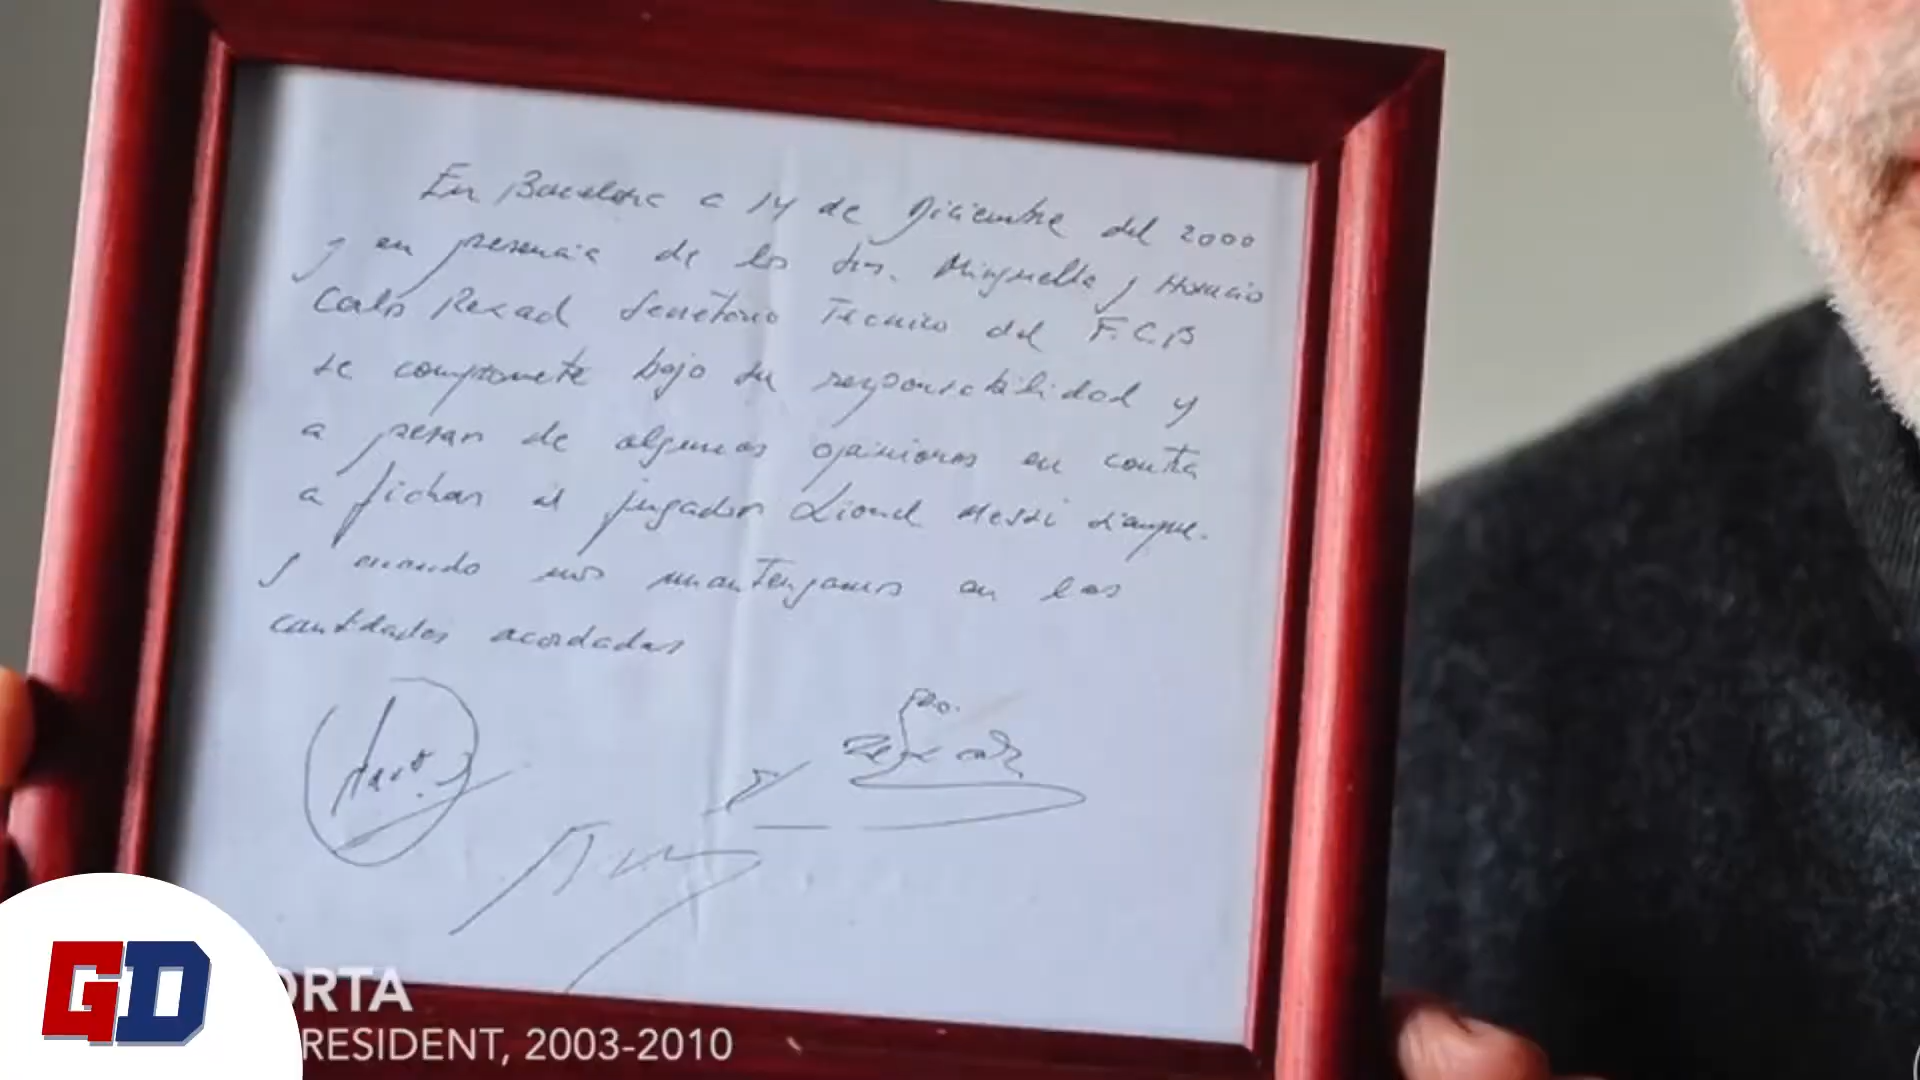 En Barcelona a 14 de Diciembre del 2000
y en presencia de los Srs. Minguella y Horacio
Carlos Rexach Secretario Técnico del F.C.B
se compromete bajo su responsabilidad y
a pesar de algunas opiniones en contra
a fichar al jugador Lionel Messi siempre
y cuando nos mantengamos en las
cantidades acordadas
GD
ORTA
RESIDENT, 2003-2010